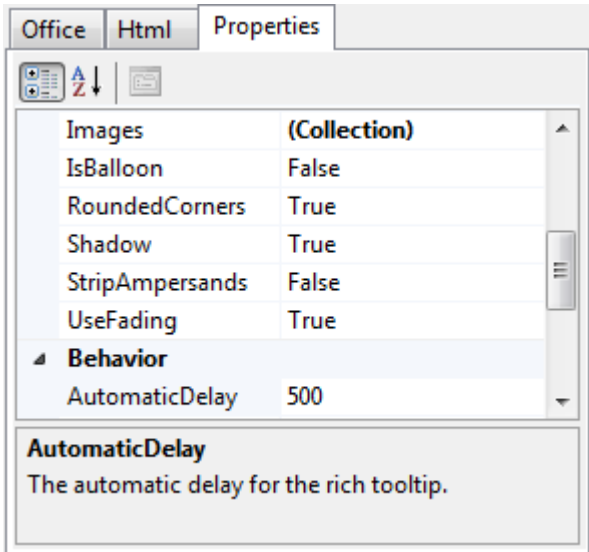 Office Html Properties
A
Z
Images (Collection)
IsBalloon False
RoundedCorners True
Shadow True
StripAmpersands False
UseFading True
Behavior
AutomaticDelay 500
AutomaticDelay
The automatic delay for the rich tooltip.